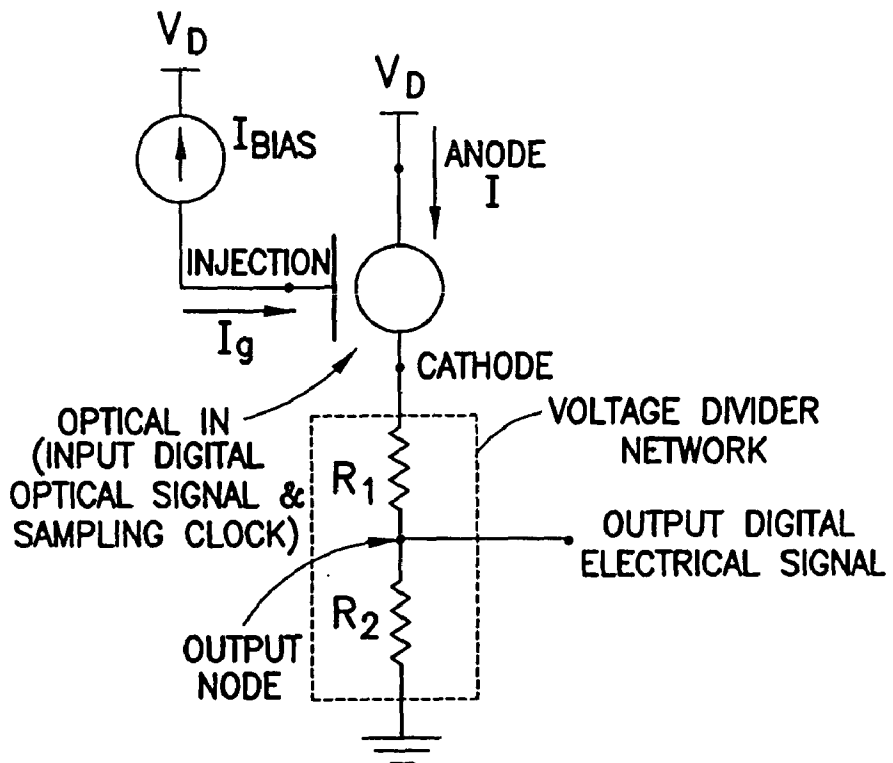 V_D
I_BIAS
V_D
ANODE
I
INJECTION
I_g
CATHODE
OPTICAL IN
(INPUT DIGITAL
OPTICAL SIGNAL &
SAMPLING CLOCK)
VOLTAGE DIVIDER
NETWORK
R_1
OUTPUT DIGITAL
ELECTRICAL SIGNAL
R_2
OUTPUT
NODE